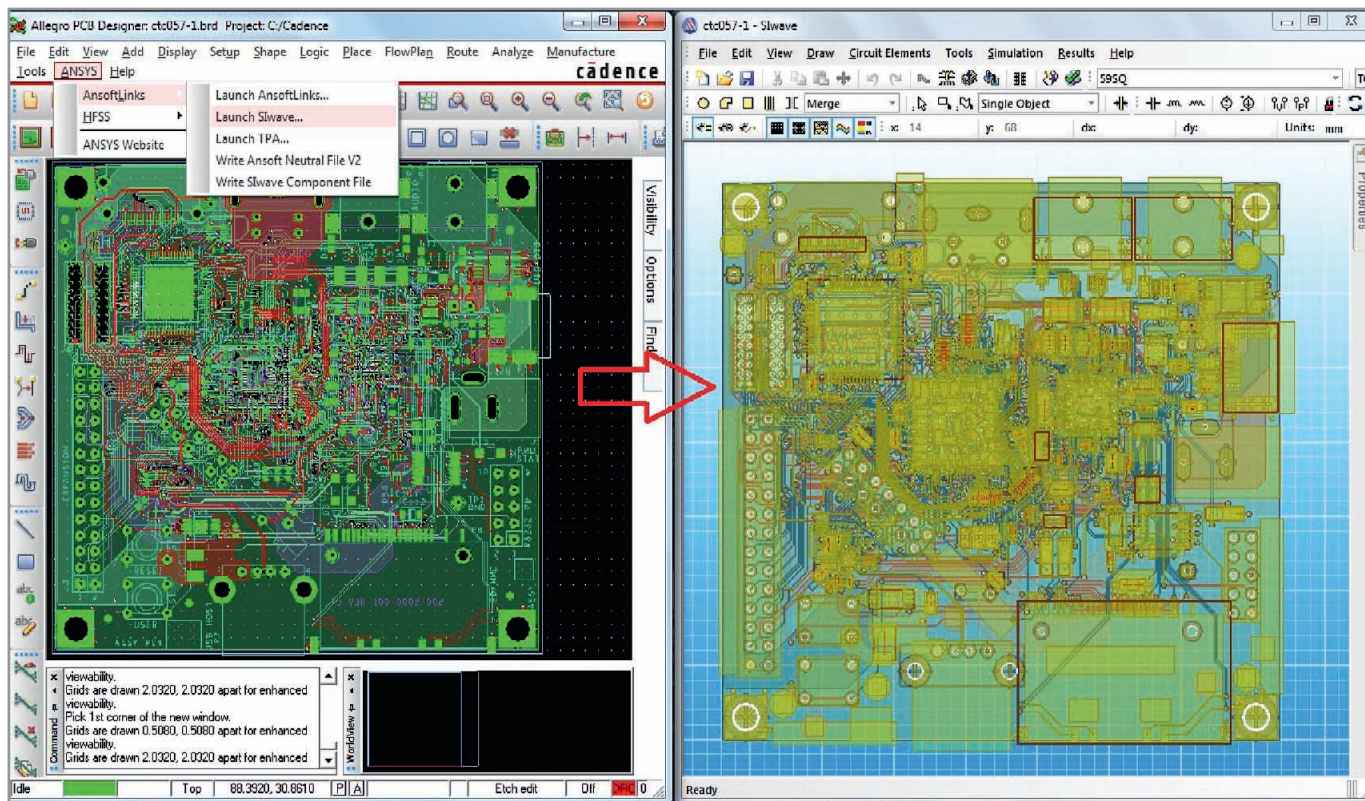 Allegro PCB Designer: ctc057-1.brd Project: C:/Cadence
File Edit View Add Display Setup Shape Logic Place FlowPlan Route Analyze Manufacture
Tools ANSYS Help
cādence
AnsoftLinks
HFSS
ANSYS Website
Launch AnsoftLinks...
Launch SIwave...
Launch TPA...
Write Ansoft Neutral File V2
Write SIwave Component File
Visibility
Options
Find
EXPANSION
RESET
USER
USB HOST
Command
viewability.
Grids are drawn 2.0320, 2.0320 apart for enhanced
viewability.
Pick 1st corner of the new window.
Grids are drawn 0.5080, 0.5080 apart for enhanced
viewability.
Grids are drawn 2.0320, 2.0320 apart for enhanced
WorldView
Idle Top 88.3920, 30.8610 P A Etch edit Off DRC 0
ctc057-1 - SIwave
File Edit View Draw Circuit Elements Tools Simulation Results Help
59SQ
Merge Single Object
x: 14 y: 68 dx: dy: Units: mm
Properties
Ready